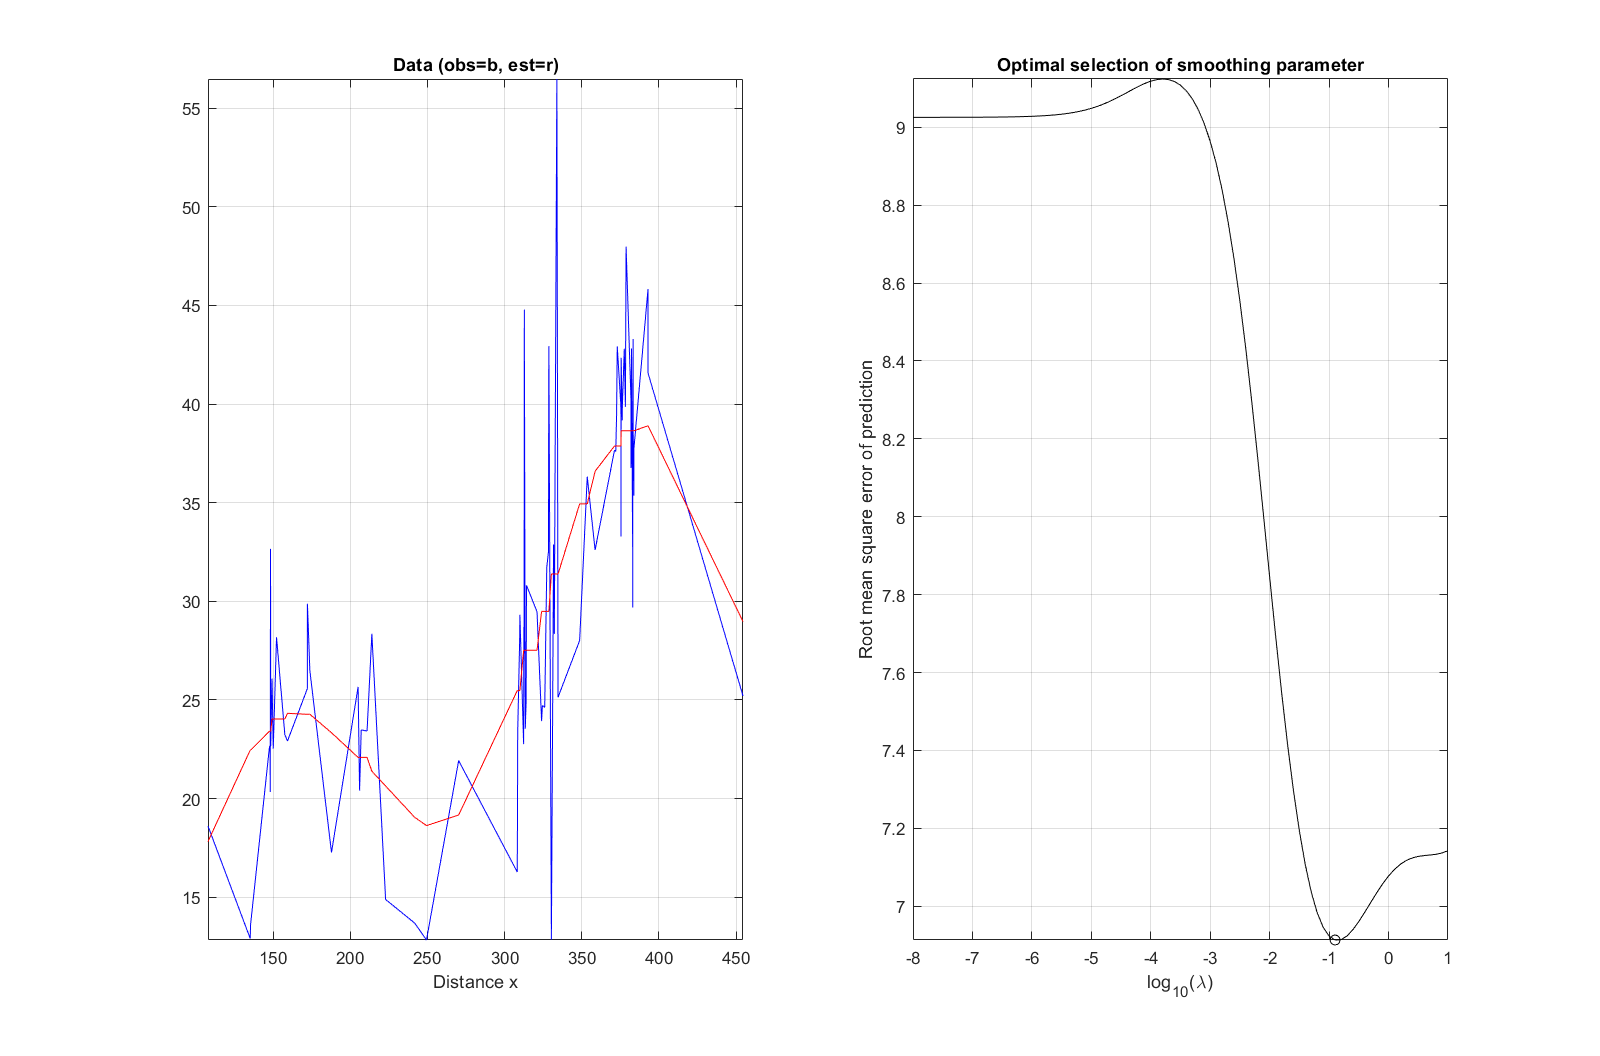 Data (obs=b, est=r)
55
50
45
40
35
30
25
20
15
150 200 250 300 350 400 450
Distance x
Optimal selection of smoothing parameter
Root mean square error of prediction
9
8.8
8.6
8.4
8.2
8
7.8
7.6
7.4
7.2
7
-8 -7 -6 -5 -4 -3 -2 -1 0 1
log10(λ)